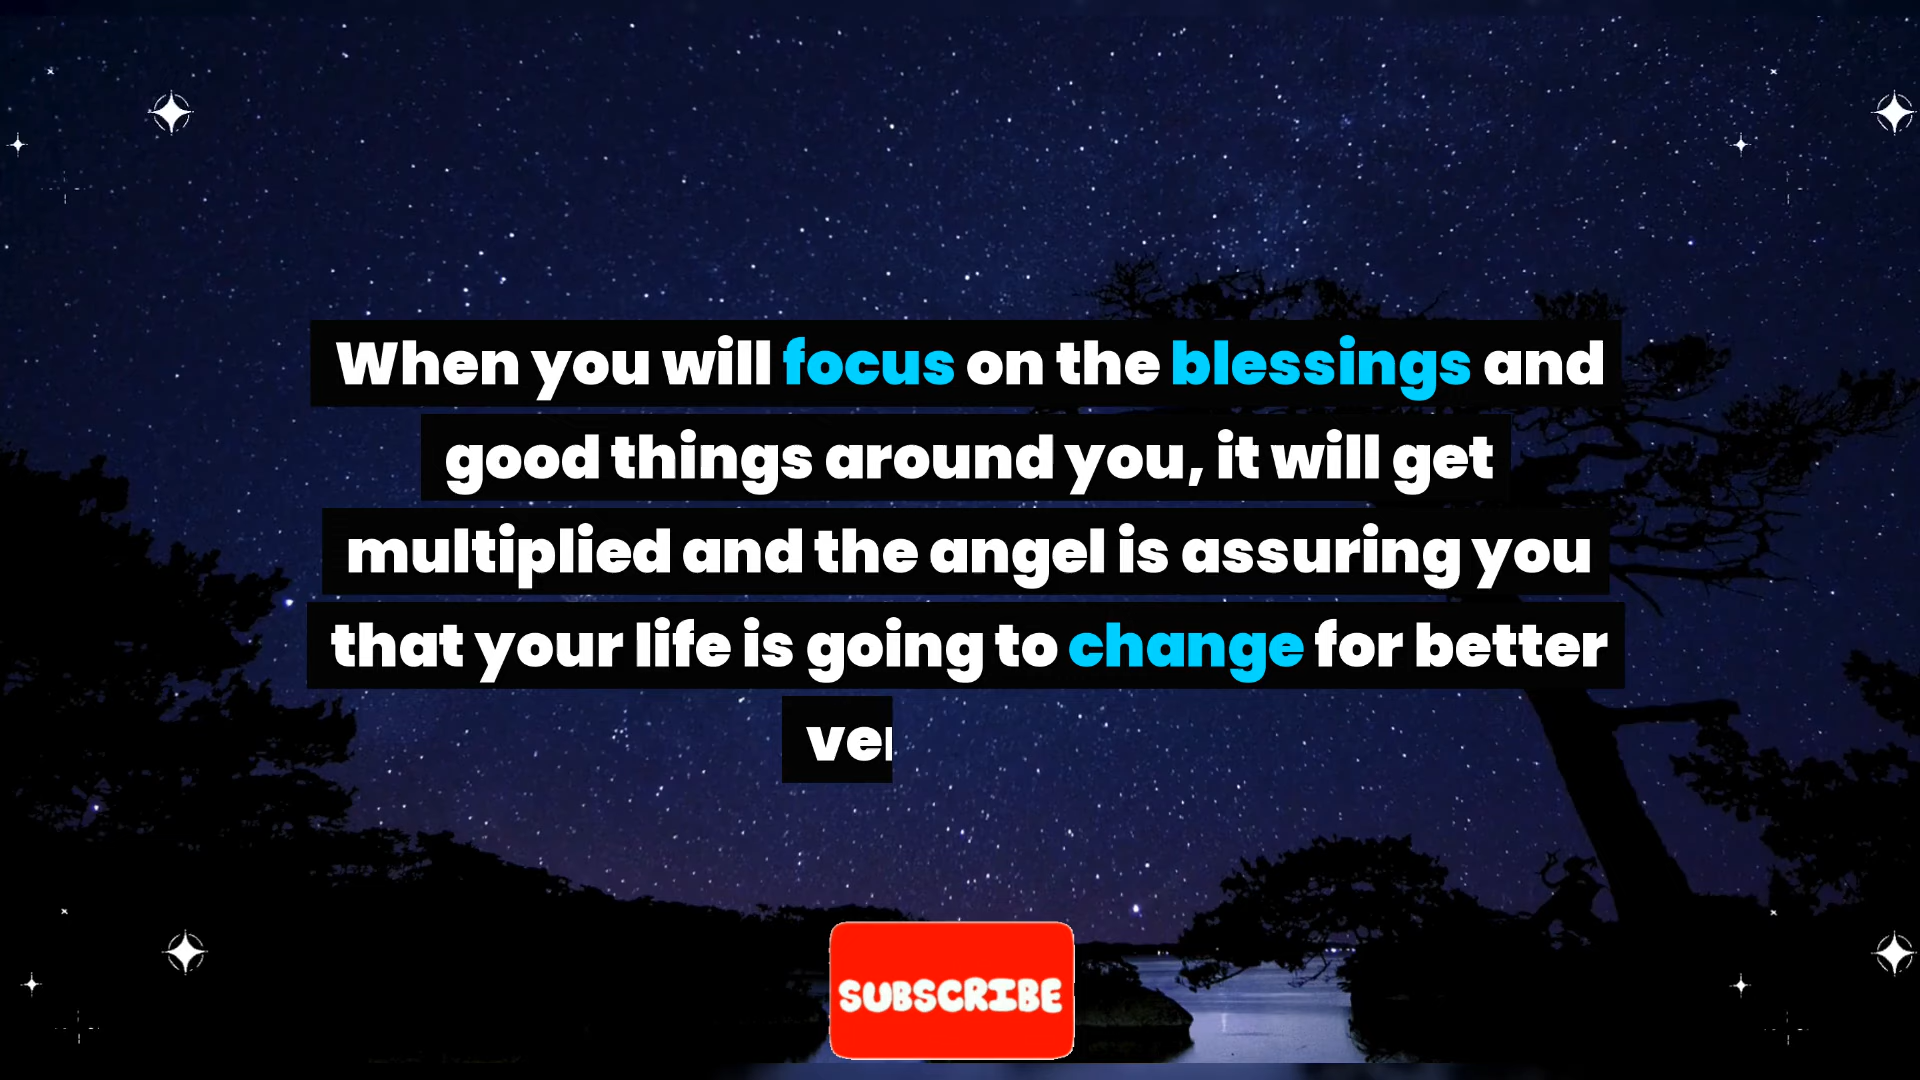 When you will focus on the blessings and
good things around you, it will get
multiplied and the angel is assuring you
that your life is going to change for better
SUBSCRIBE